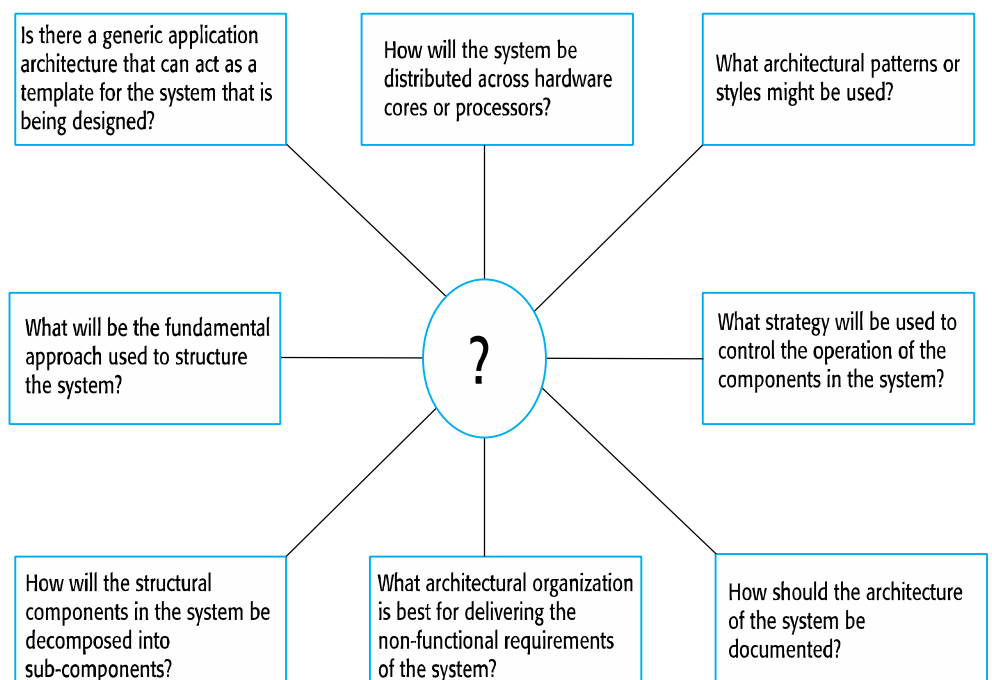 Is there a generic application
architecture that can act as a
template for the system that is
being designed?
How will the system be
distributed across hardware
cores or processors?
What architectural patterns or
styles might be used?
What will be the fundamental
approach used to structure
the system?
?
What strategy will be used to
control the operation of the
components in the system?
How will the structural
components in the system be
decomposed into
sub-components?
What architectural organization
is best for delivering the
non-functional requirements
of the system?
How should the architecture
of the system be
documented?